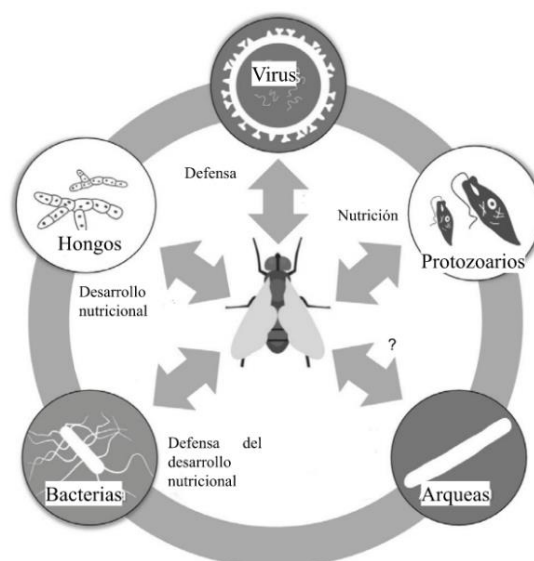 Virus
Defensa
Hongos
Nutrición
Protozoarios
Desarrollo
nutricional
?
Defensa del
desarrollo
nutricional
Bacterias
Arqueas